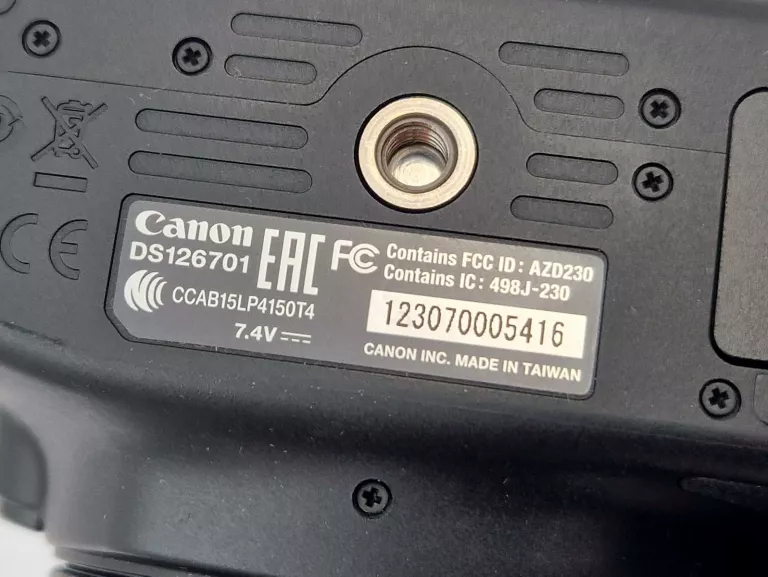 Canon
DS126701
EAC
FC Contains FCC ID: AZD230
Contains IC: 498J-230
CCAB15LP4150T4
7.4V
123070005416
CANON INC. MADE IN TAIWAN
CE